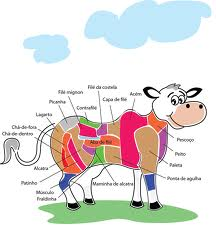 Filé da costela
Filé mignon
Capa de filé
Acém
Picanha
Contrafilé
Lagarto
Chã-de-fora
Chã-de-dentro
Aba de filé
Pescoço
Peito
Alcatra
Paleta
Patinho
Ponta de agulha
Maminha de alcatra
Músculo
Fraldinha